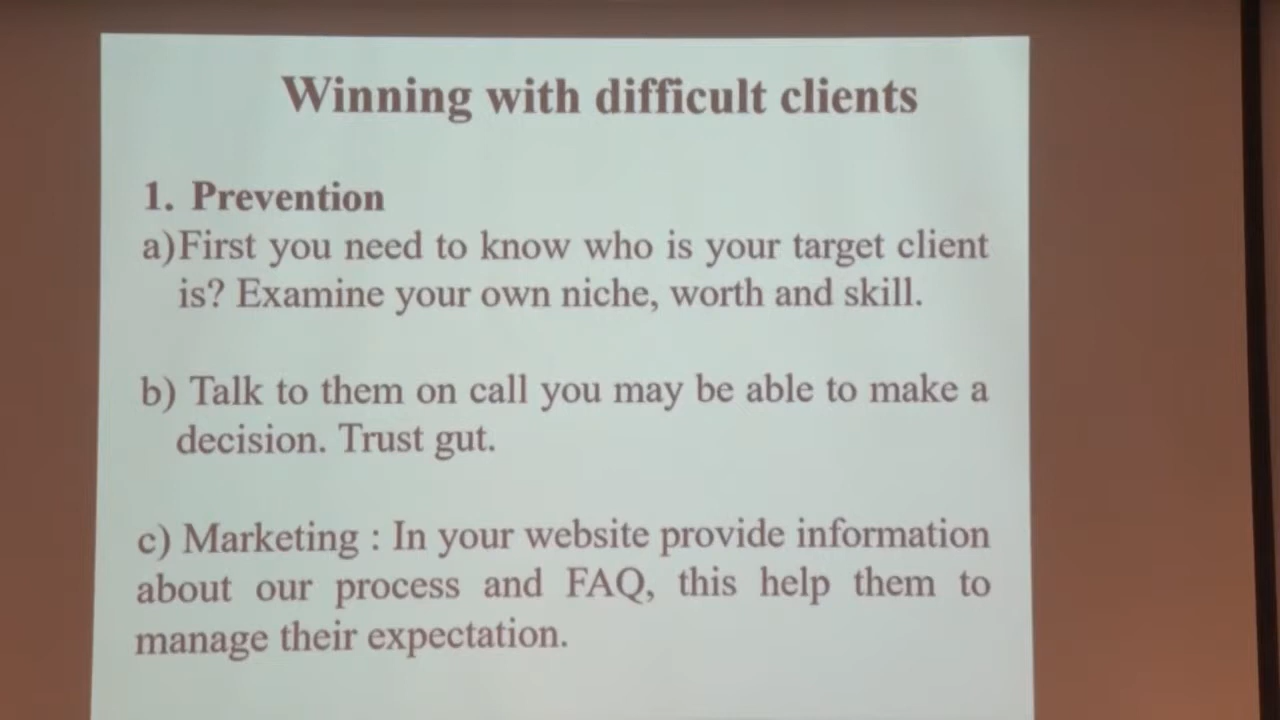 Winning with difficult clients
1. Prevention
a)First you need to know who is your target client
is? Examine your own niche, worth and skill.
b) Talk to them on call you may be able to make a
decision. Trust gut.
c) Marketing : In your website provide information
about our process and FAQ, this help them to
manage their expectation.